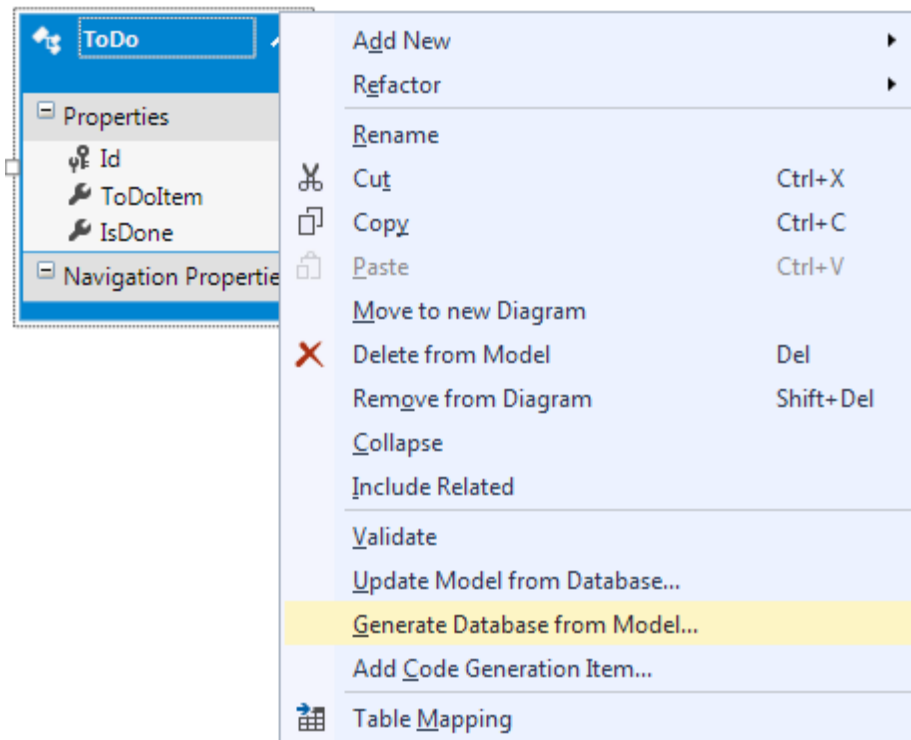 ToDo
Properties
Id
ToDoItem
IsDone
Navigation Propertie
Add New
Refactor
Rename
Cut Ctrl+X
Copy Ctrl+C
Paste Ctrl+V
Move to new Diagram
Delete from Model Del
Remove from Diagram Shift+Del
Collapse
Include Related
Validate
Update Model from Database...
Generate Database from Model...
Add Code Generation Item...
Table Mapping